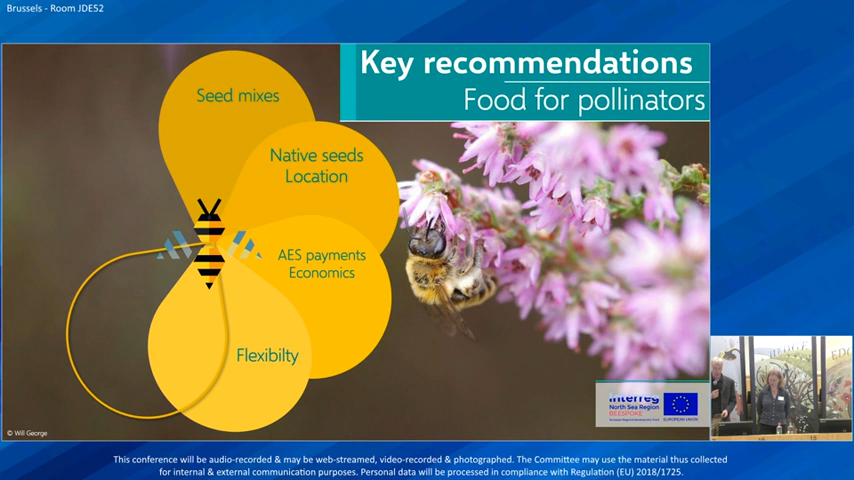 Brussels - Room JDE52
Key recommendations
Food for pollinators
Seed mixes
Native seeds
Location
AES payments
Economics
Flexibilty
Interreg
North Sea Region
BEESPOKE
EUROPEAN UNION
© Will George
This conference will be audio-recorded & may be web-streamed, video-recorded & photographed. The Committee may use the material thus collected
for internal & external communication purposes. Personal data will be processed in compliance with Regulation (EU) 2018/1725.